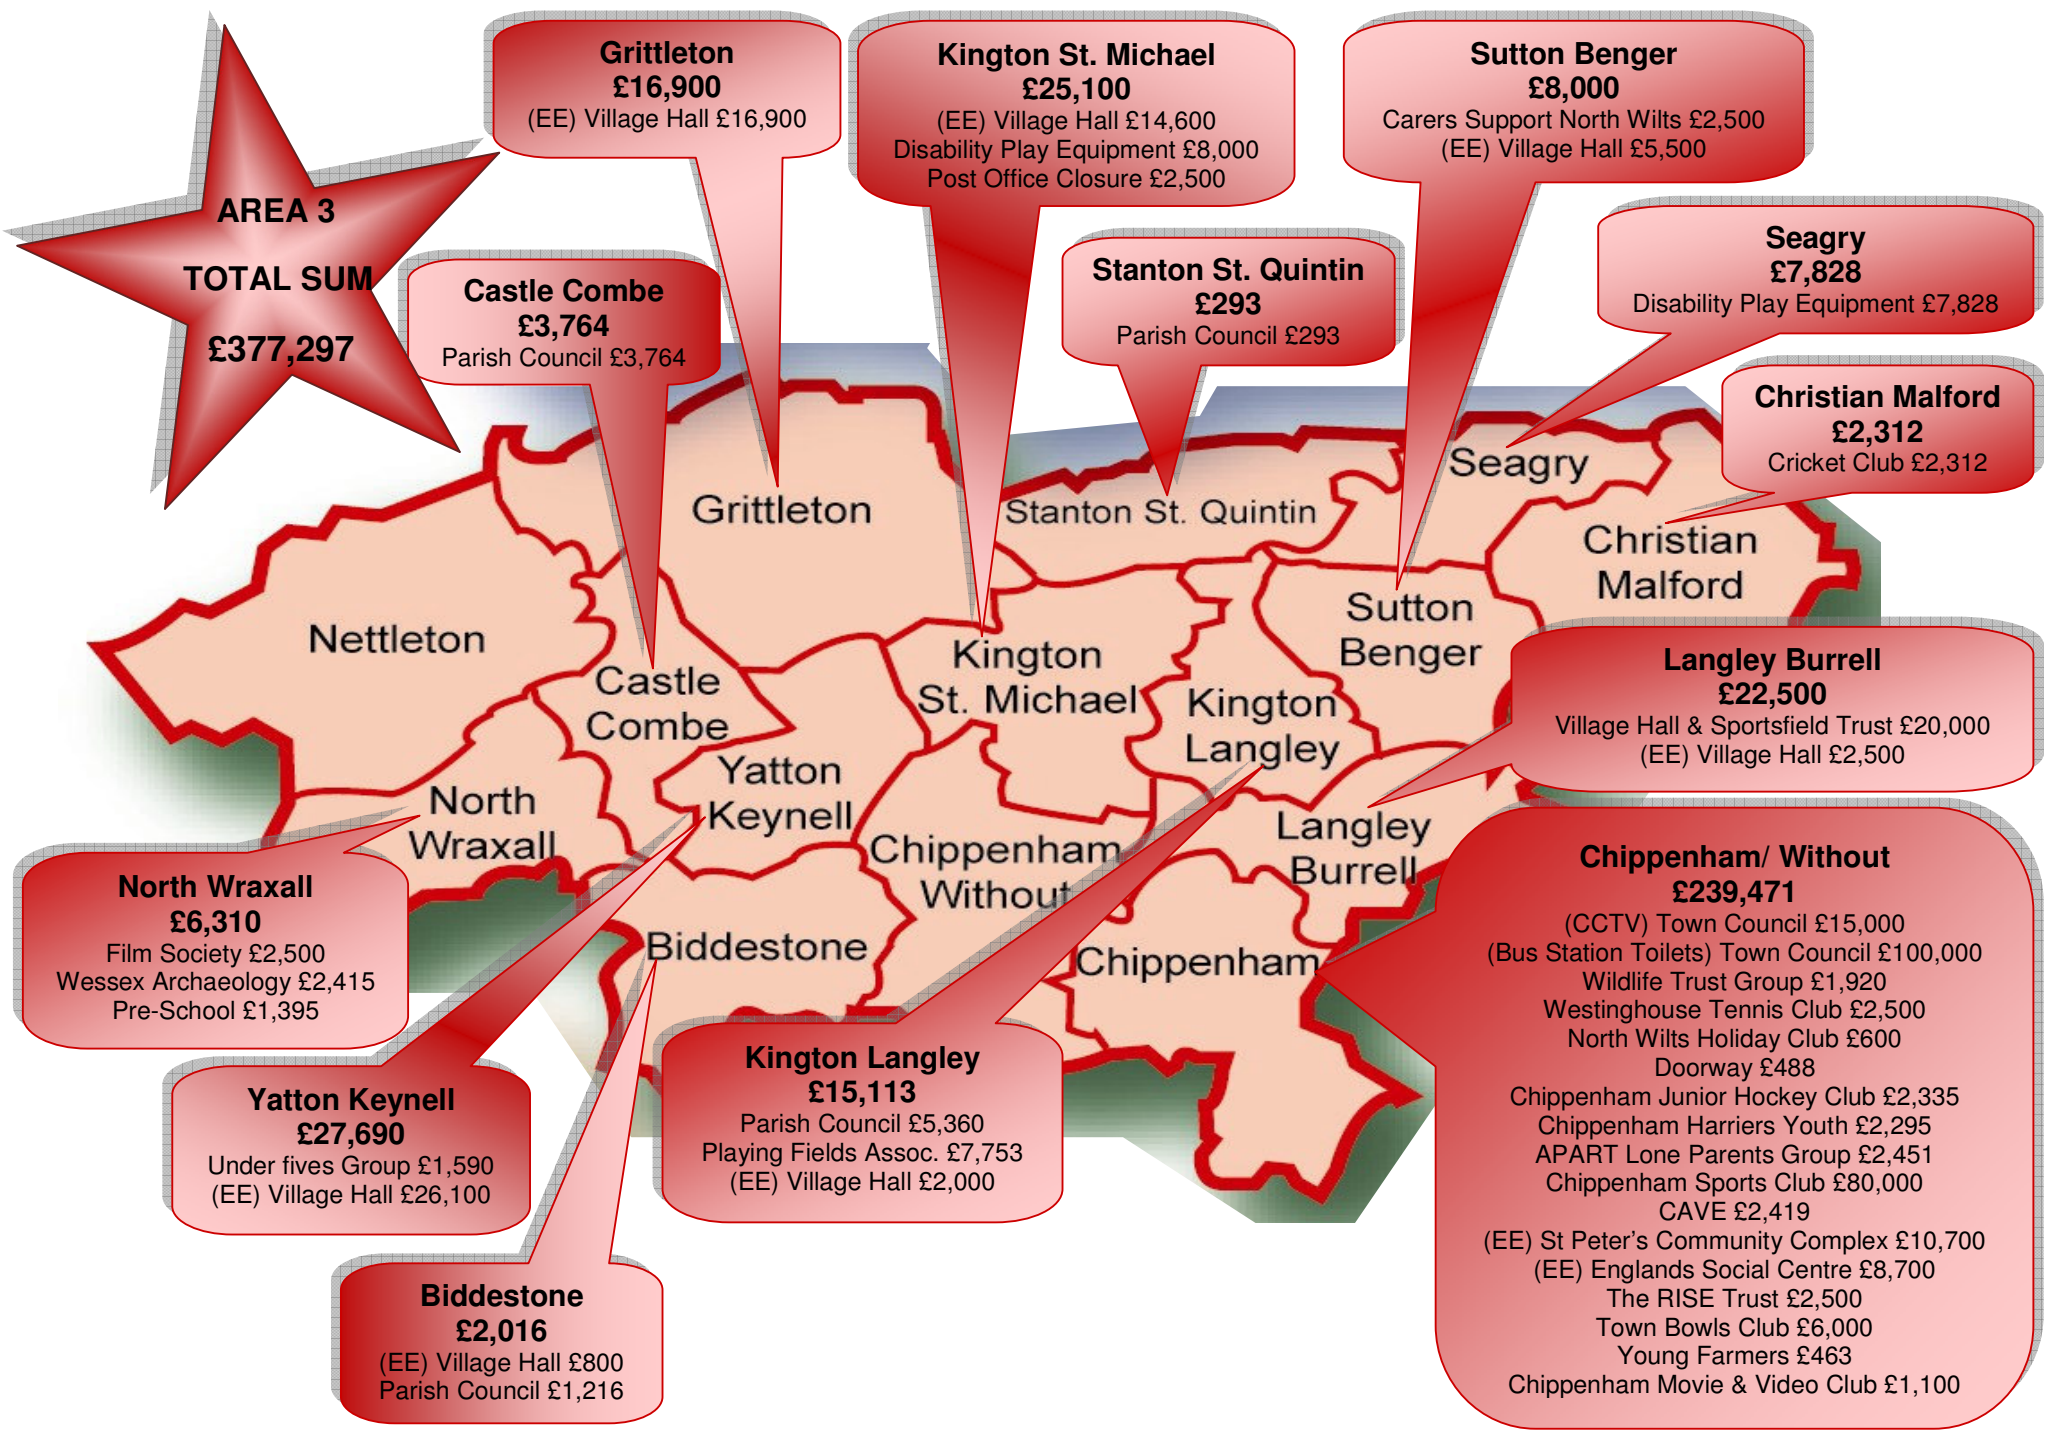 AREA 3
TOTAL SUM
£377,297
Grittleton
£16,900
(EE) Village Hall £16,900
Kington St. Michael
£25,100
(EE) Village Hall £14,600
Disability Play Equipment £8,000
Post Office Closure £2,500
Sutton Benger
£8,000
Carers Support North Wilts £2,500
(EE) Village Hall £5,500
Castle Combe
£3,764
Parish Council £3,764
Stanton St. Quintin
£293
Parish Council £293
Seagry
£7,828
Disability Play Equipment £7,828
Christian Malford
£2,312
Cricket Club £2,312
Grittleton
Stanton St. Quintin
Seagry
Christian
Malford
Nettleton
Castle
Combe
Kington
St. Michael
Kington
Langley
Sutton
Benger
Yatton
Keynell
North
Wraxall
Chippenham
Without
Langley
Burrell
Biddestone
Chippenham
Langley Burrell
£22,500
Village Hall & Sportsfield Trust £20,000
(EE) Village Hall £2,500
North Wraxall
£6,310
Film Society £2,500
Wessex Archaeology £2,415
Pre-School £1,395
Yatton Keynell
£27,690
Under fives Group £1,590
(EE) Village Hall £26,100
Biddestone
£2,016
(EE) Village Hall £800
Parish Council £1,216
Kington Langley
£15,113
Parish Council £5,360
Playing Fields Assoc. £7,753
(EE) Village Hall £2,000
Chippenham/ Without
£239,471
(CCTV) Town Council £15,000
(Bus Station Toilets) Town Council £100,000
Wildlife Trust Group £1,920
Westinghouse Tennis Club £2,500
North Wilts Holiday Club £600
Doorway £488
Chippenham Junior Hockey Club £2,335
Chippenham Harriers Youth £2,295
APART Lone Parents Group £2,451
Chippenham Sports Club £80,000
CAVE £2,419
(EE) St Peter's Community Complex £10,700
(EE) Englands Social Centre £8,700
The RISE Trust £2,500
Town Bowls Club £6,000
Young Farmers £463
Chippenham Movie & Video Club £1,100